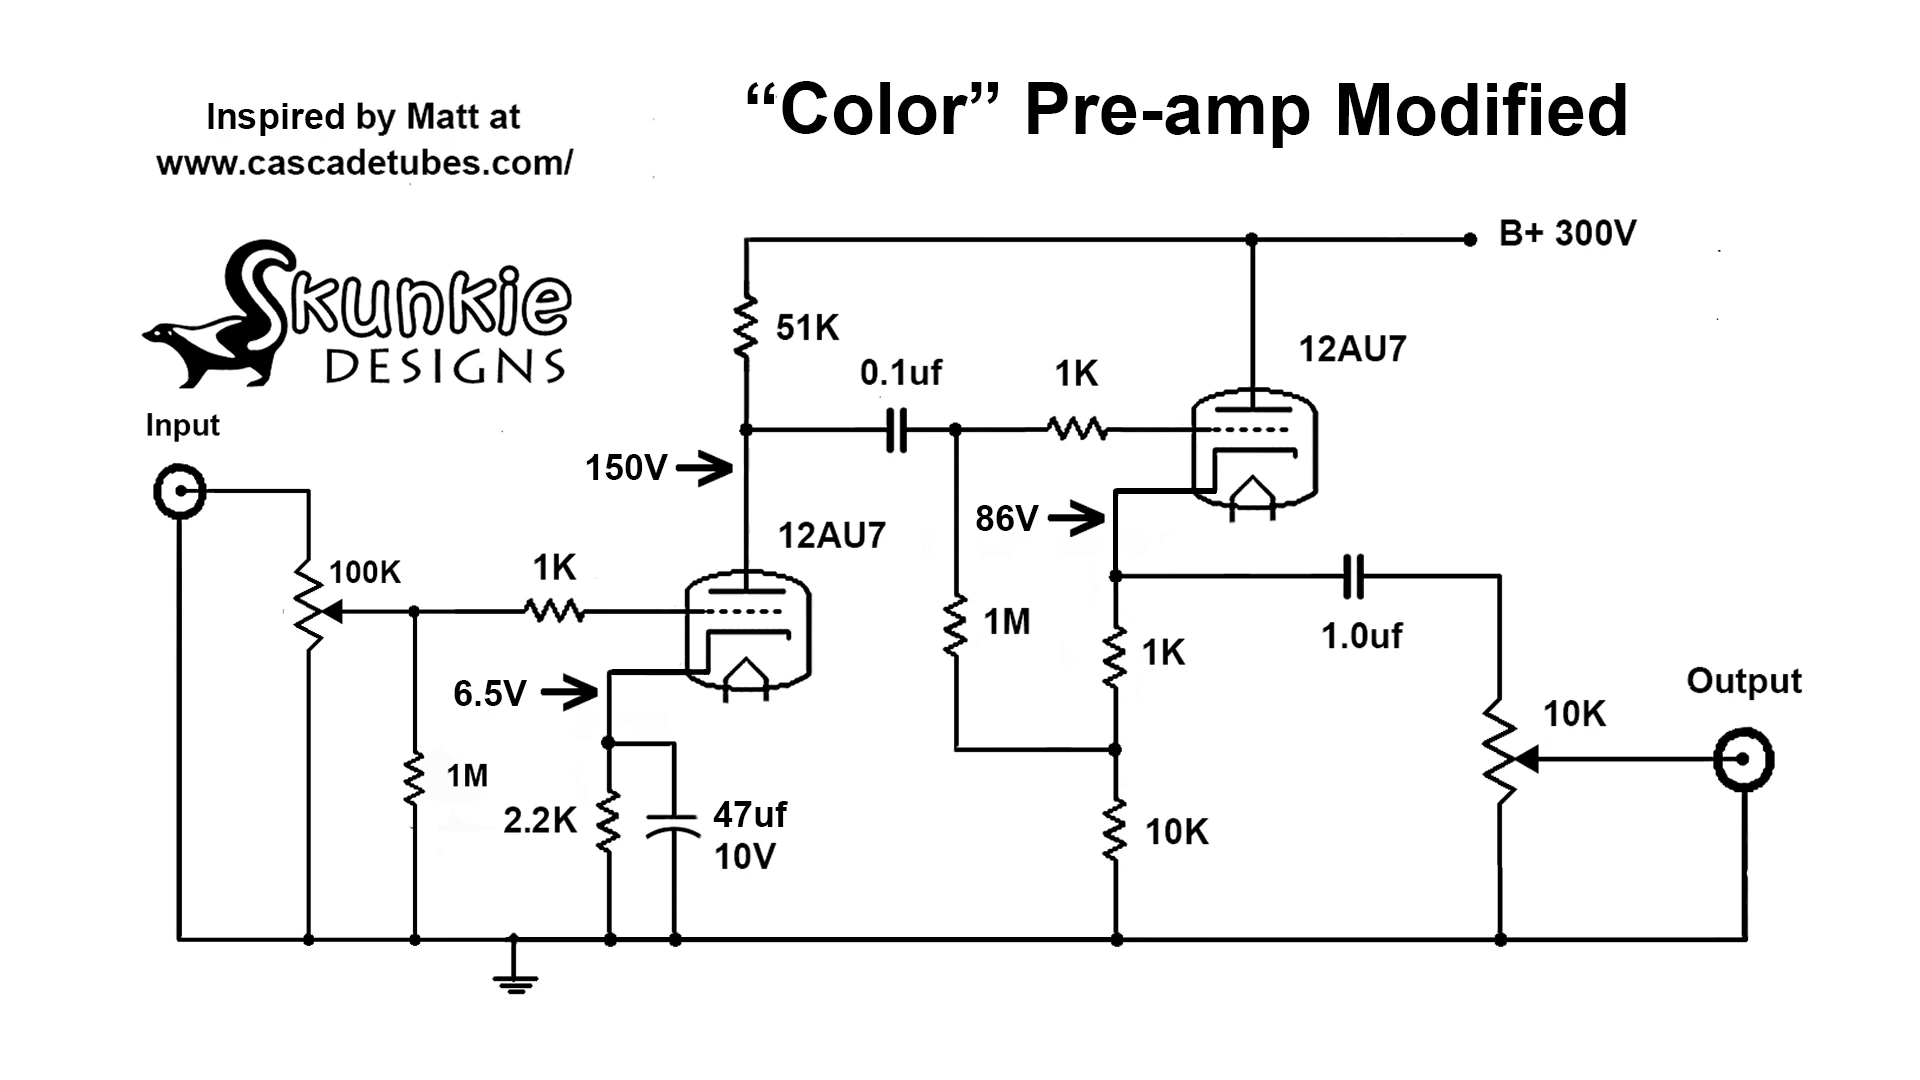 “Color” Pre-amp Modified
Inspired by Matt at
www.cascadetubes.com/
Skunkie
DESIGNS
B+ 300V
51K
12AU7
0.1uf
1K
Input
150V
86V
12AU7
1K
100K
1M
1K
1.0uf
6.5V
Output
10K
1M
2.2K
47uf
10V
10K